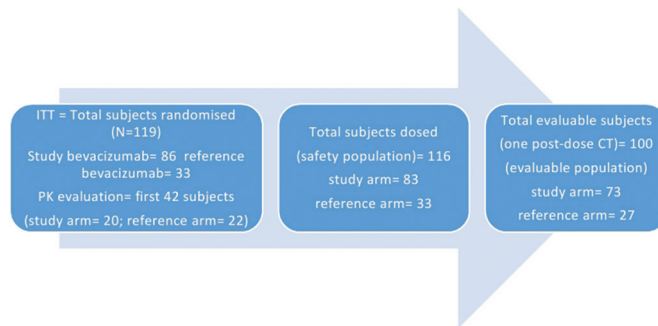 ITT = Total subjects randomised
(N=119)
Study bevacizumab= 86 reference
bevacizumab= 33
PK evaluation= first 42 subjects
(study arm= 20; reference arm= 22)
Total subjects dosed
(safety population)= 116
study arm= 83
reference arm= 33
Total evaluable subjects
(one post-dose CT)= 100
(evaluable population)
study arm= 73
reference arm= 27